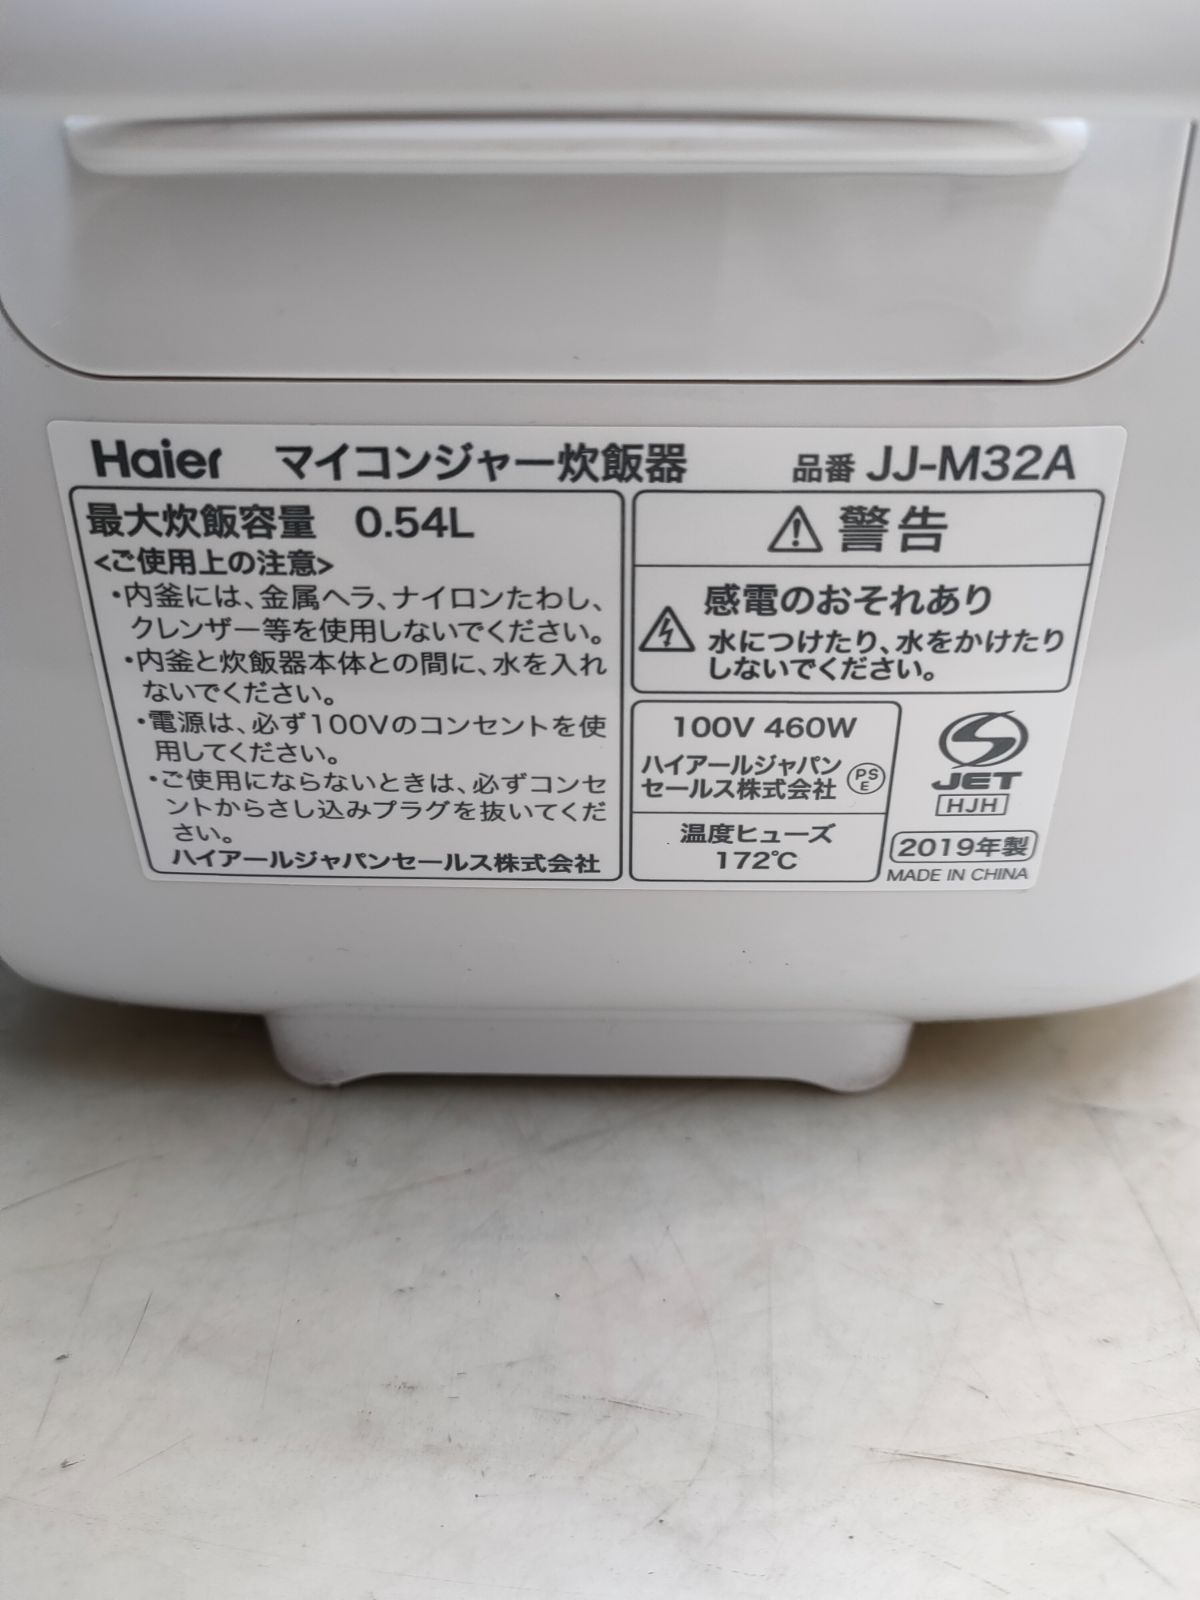 Haier マイコンジャー炊飯器 品番 JJ-M32A
最大炊飯容量 0.54L
<ご使用上の注意>
・内釜には、金属ヘラ、ナイロンたわし、
クレンザー等を使用しないでください。
・内釜と炊飯器本体との間に、水を入れ
ないでください。
・電源は、必ず100Vのコンセントを使
用してください。
・ご使用にならないときは、必ずコンセ
ントからさし込みプラグを抜いてくだ
さい。
ハイアールジャパンセールス株式会社
警告
感電のおそれあり
水につけたり、水をかけたり
しないでください。
100V 460W
ハイアールジャパン
セールス株式会社
PS
E
温度ヒューズ
172℃
JET
HJH
2019年製
MADE IN CHINA